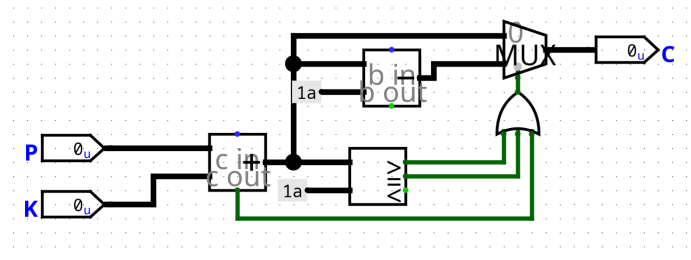 0
MUX
0u
C
b in
−
b out
1a
P
0u
c in
+
c out
>
=
<
1a
K
0u